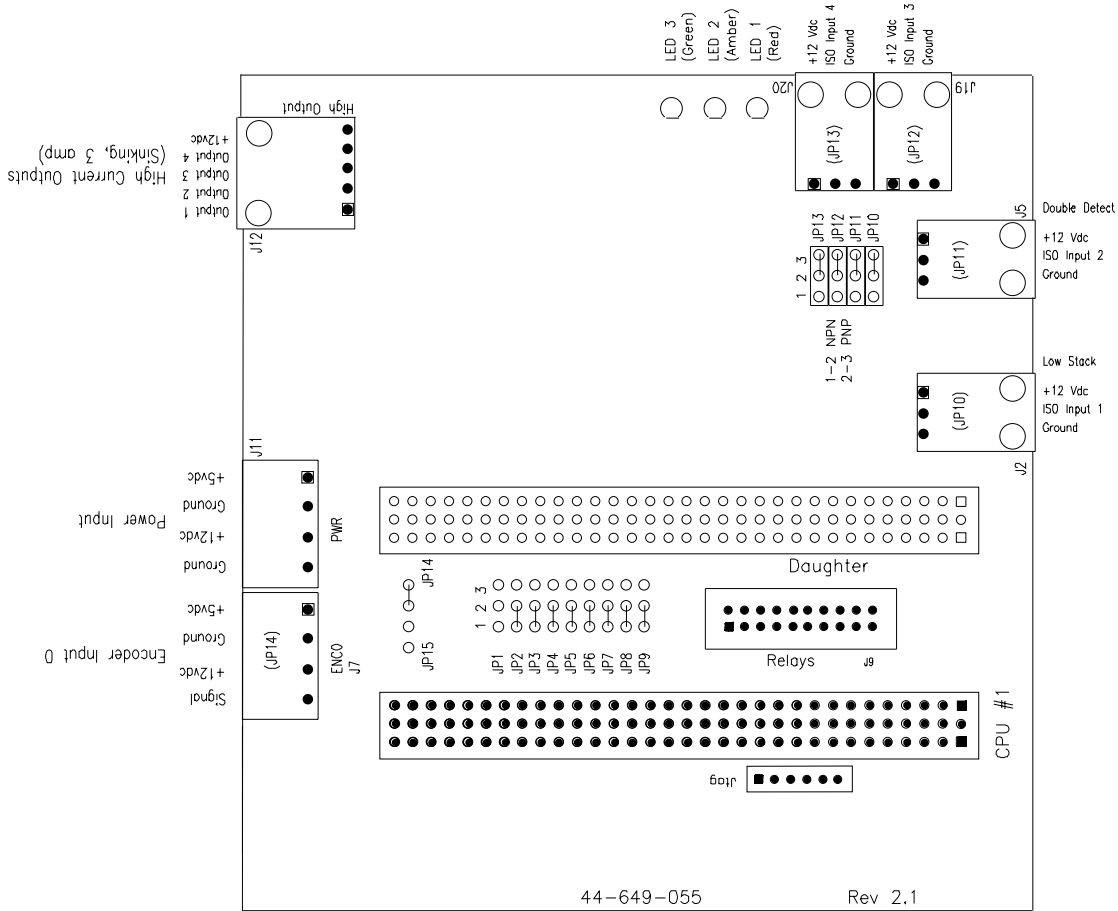 LED 3
(Green)
LED 2
(Amber)
LED 1
(Red)
+12 Vdc
ISO Input 4
Ground
+12 Vdc
ISO Input 3
Ground
J20
J19
(JP13)
(JP12)
High Current Outputs
(Sinking, 3 amp)
High Output
+12vdc
Output 4
Output 3
Output 2
Output 1
J12
J5
Double Detect
+12 Vdc
ISO Input 2
Ground
(JP11)
JP13
JP12
JP11
JP10
1 2 3
1-2 NPN
2-3 PNP
Low Stack
+12 Vdc
ISO Input 1
Ground
(JP10)
J2
J11
Power Input
+5vdc
Ground
+12vdc
Ground
PWR
Daughter
Encoder Input 0
+5vdc
Ground
+12vdc
Signal
(JP14)
ENC0
J7
JP14
JP15
1 2 3
JP1
JP2
JP3
JP4
JP5
JP6
JP7
JP8
JP9
Relays
J9
CPU #1
Jtag
44-649-055
Rev 2.1